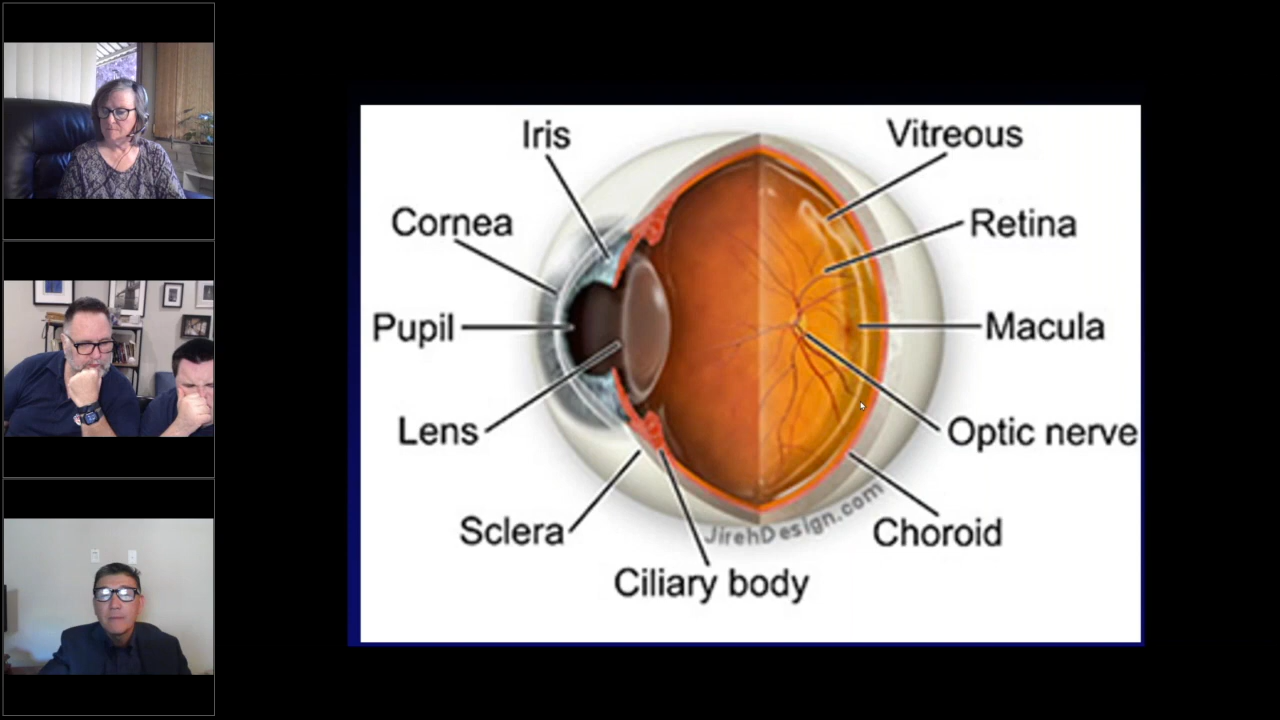 Iris
Vitreous
Cornea
Retina
Pupil
Macula
Lens
Optic nerve
Sclera
Choroid
JirehDesign.com
Ciliary body